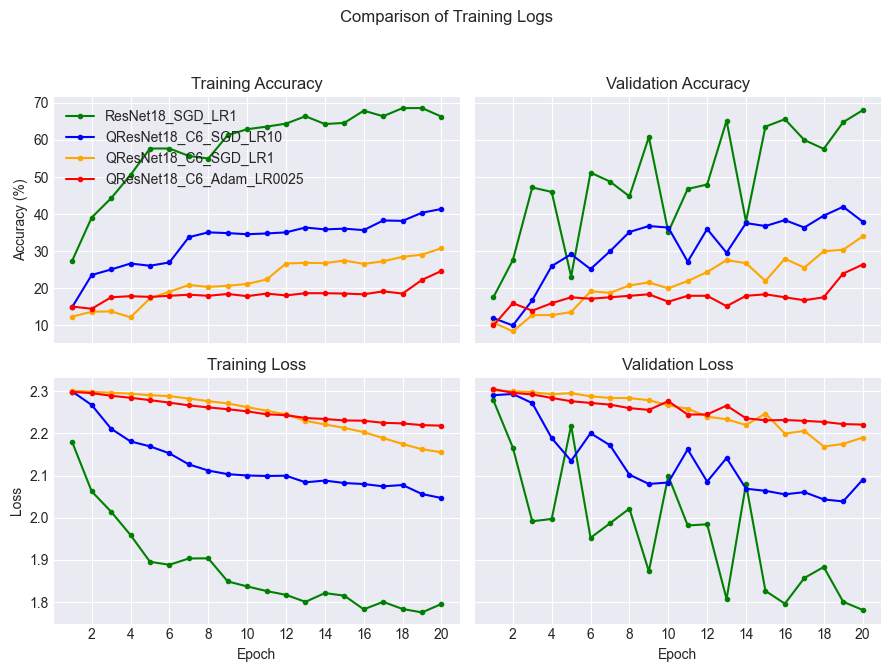 Comparison of Training Logs
Training Accuracy
Validation Accuracy
70
60
50
40
30
20
10
Accuracy (%)
ResNet18_SGD_LR1
QResNet18_C6_SGD_LR10
QResNet18_C6_SGD_LR1
QResNet18_C6_Adam_LR0025
Training Loss
Validation Loss
2.3
2.2
2.1
2.0
1.9
1.8
Loss
2 4 6 8 10 12 14 16 18 20
2 4 6 8 10 12 14 16 18 20
Epoch
Epoch